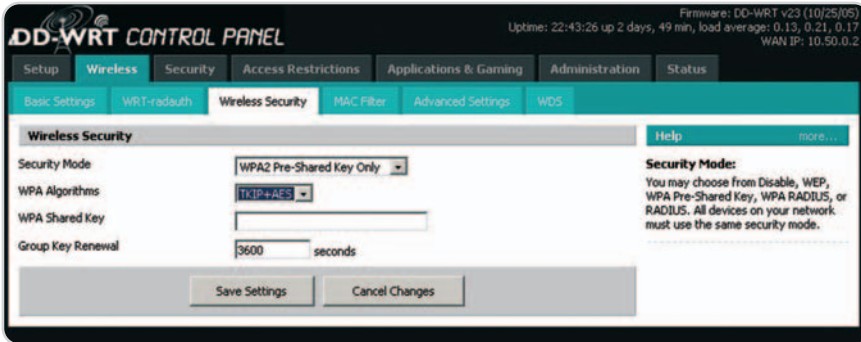 Firmware: DD-WRT v23 (10/25/05)
DD-WRT CONTROL PANEL
Uptime: 22:43:26 up 2 days, 49 min, load average: 0.13, 0.21, 0.17
WAN IP: 10.50.0.2
Setup Wireless Security Access Restrictions Applications & Gaming Administration Status
Basic Settings WRT-radauth Wireless Security MAC Filter Advanced Settings WDS
Wireless Security
Security Mode WPA2 Pre-Shared Key Only
WPA Algorithms TKIP+AES
WPA Shared Key
Group Key Renewal 3600 seconds
Save Settings Cancel Changes
Help more...
Security Mode:
You may choose from Disable, WEP,
WPA Pre-Shared Key, WPA RADIUS, or
RADIUS. All devices on your network
must use the same security mode.